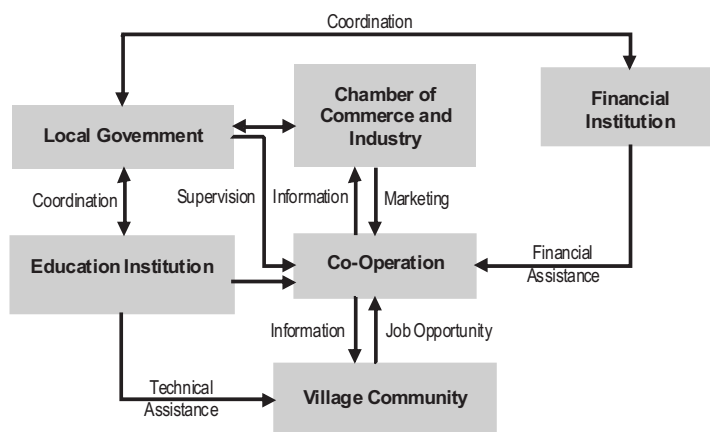 Coordination
Chamber of
Commerce and
Industry
Financial
Institution
Local Government
Coordination
Supervision
Information
Marketing
Education Institution
Co-Operation
Financial
Assistance
Information
Job Opportunity
Technical
Assistance
Village Community